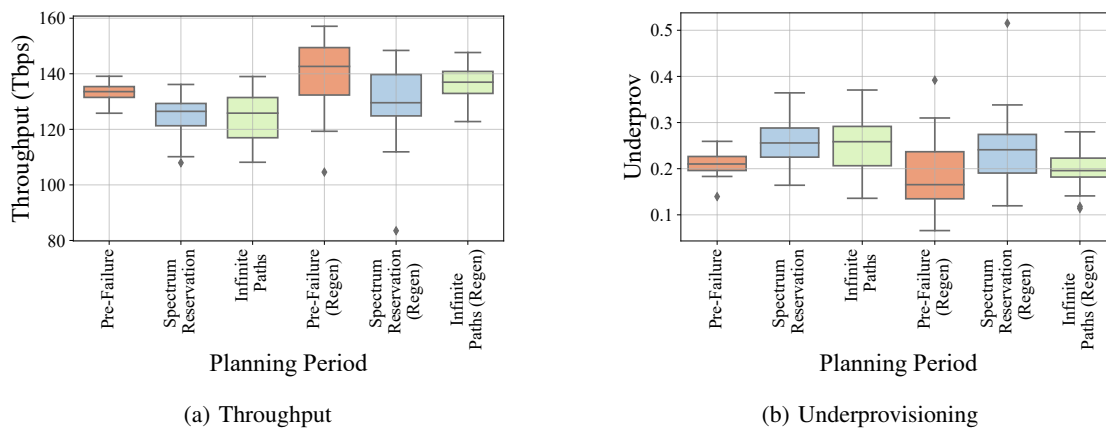 160
140
120
100
80
Throughput (Tbps)
Pre-Failure
Spectrum
Reservation
Infinite
Paths
Pre-Failure
(Regen)
Spectrum
Reservation
(Regen)
Infinite
Paths (Regen)
Planning Period
(a) Throughput
0.5
0.4
0.3
0.2
0.1
Underprov
Pre-Failure
Spectrum
Reservation
Infinite
Paths
Pre-Failure
(Regen)
Spectrum
Reservation
(Regen)
Infinite
Paths (Regen)
Planning Period
(b) Underprovisioning